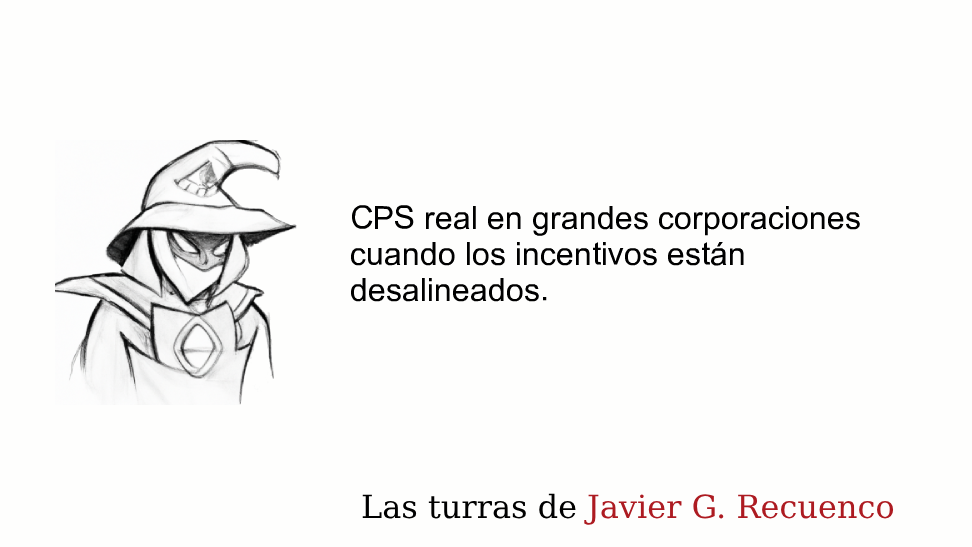 CPS real en grandes corporaciones
cuando los incentivos están
desalineados.
Las turras de Javier G. Recuenco